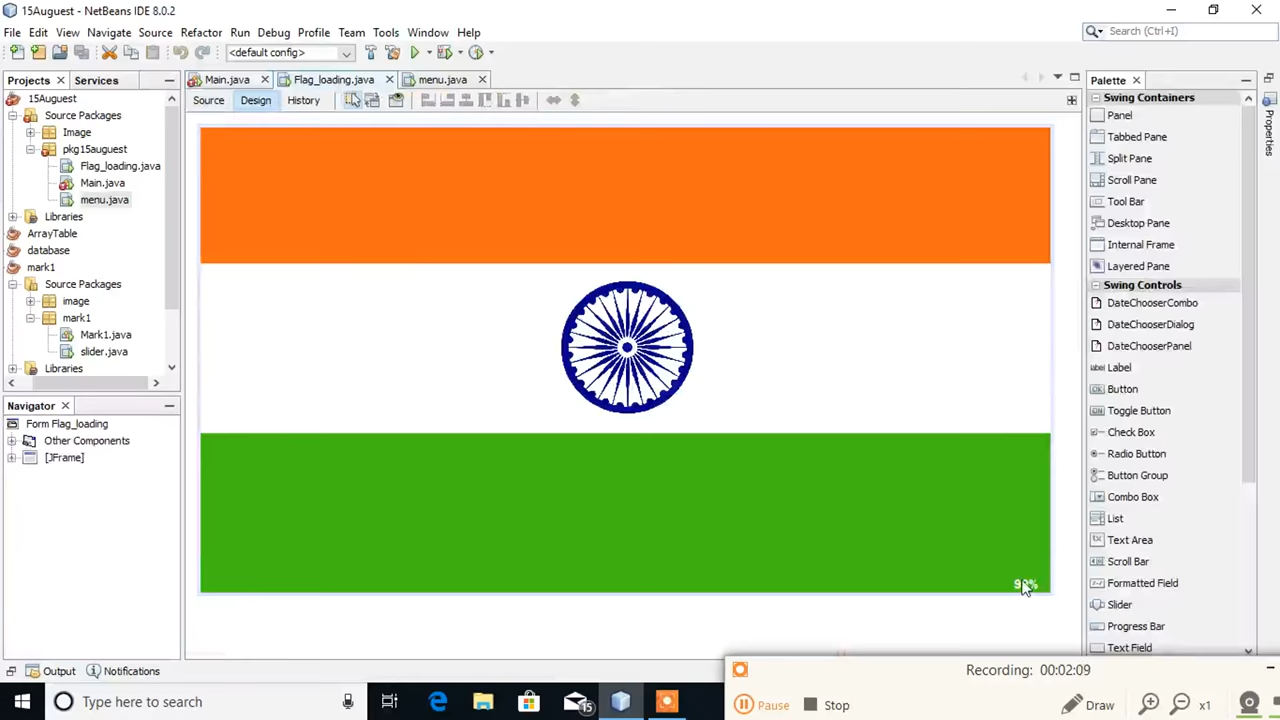 15Auguest - NetBeans IDE 8.0.2
File Edit View Navigate Source Refactor Run Debug Profile Team Tools Window Help
Search (Ctrl+I)
<default config>
Projects Services
15Auguest
Source Packages
Image
pkg15auguest
Flag_loading.java
Main.java
menu.java
Libraries
ArrayTable
database
mark1
Source Packages
image
mark1
Mark1.java
slider.java
Libraries
Navigator
Form Flag_loading
Other Components
[JFrame]
Main.java Flag_loading.java menu.java
Source Design History
Palette
Swing Containers
Panel
Tabbed Pane
Split Pane
Scroll Pane
Tool Bar
Desktop Pane
Internal Frame
Layered Pane
Swing Controls
DateChooserCombo
DateChooserDialog
DateChooserPanel
label Label
OK Button
ON Toggle Button
Check Box
Radio Button
Button Group
Combo Box
List
Text Area
Scroll Bar
Formatted Field
Slider
Progress Bar
Text Field
Properties
Output Notifications
Recording: 00:02:09
Pause Stop Draw x1
Type here to search
15